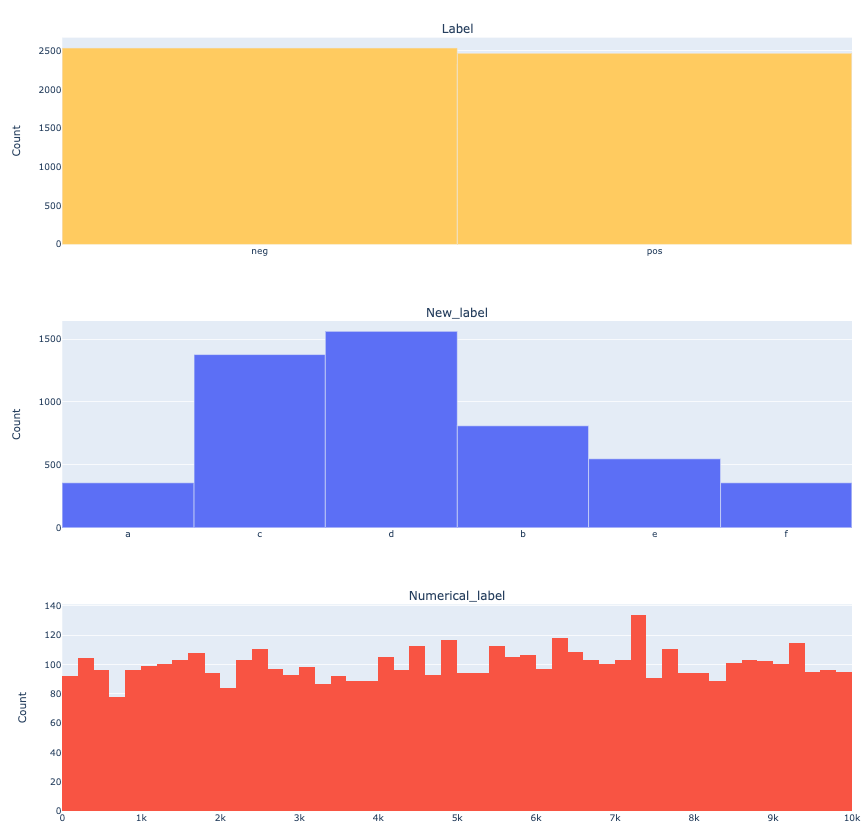 Label
2500
2000
1500
1000
500
0
Count
neg pos
New_label
1500
1000
500
0
Count
a c d b e f
Numerical_label
140
120
100
80
60
40
20
0
Count
0 1k 2k 3k 4k 5k 6k 7k 8k 9k 10k